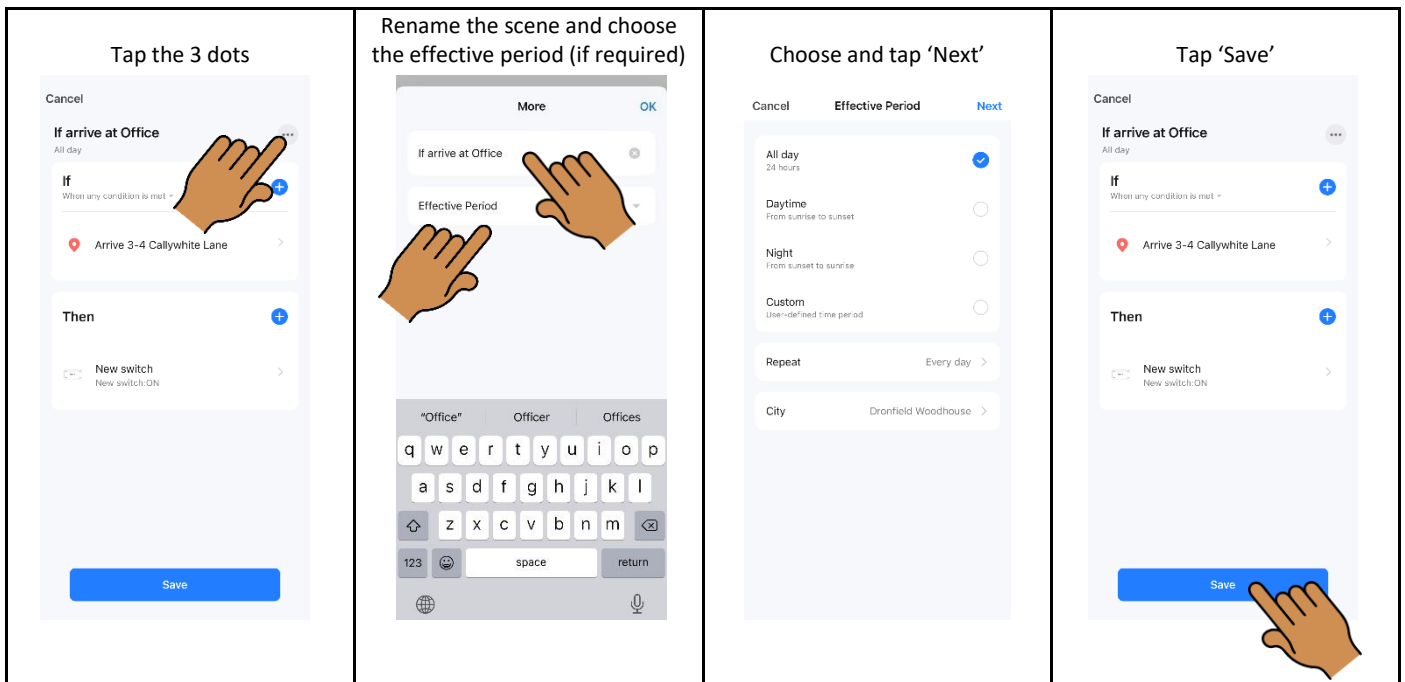 Tap the 3 dots
Cancel
If arrive at Office
All day
If
When any condition is met
Arrive 3-4 Callywhite Lane
Then
New switch
New switch:ON
Save
Rename the scene and choose
the effective period (if required)
More OK
If arrive at Office
Effective Period
"Office" Officer Offices
q w e r t y u i o p
a s d f g h j k l
z x c v b n m
123 space return
Choose and tap ‘Next’
Cancel Effective Period Next
All day
24 hours
Daytime
From sunrise to sunset
Night
From sunset to sunrise
Custom
User-defined time period
Repeat Every day
City Dronfield Woodhouse
Tap ‘Save’
Cancel
If arrive at Office
All day
If
When any condition is met
Arrive 3-4 Callywhite Lane
Then
New switch
New switch:ON
Save